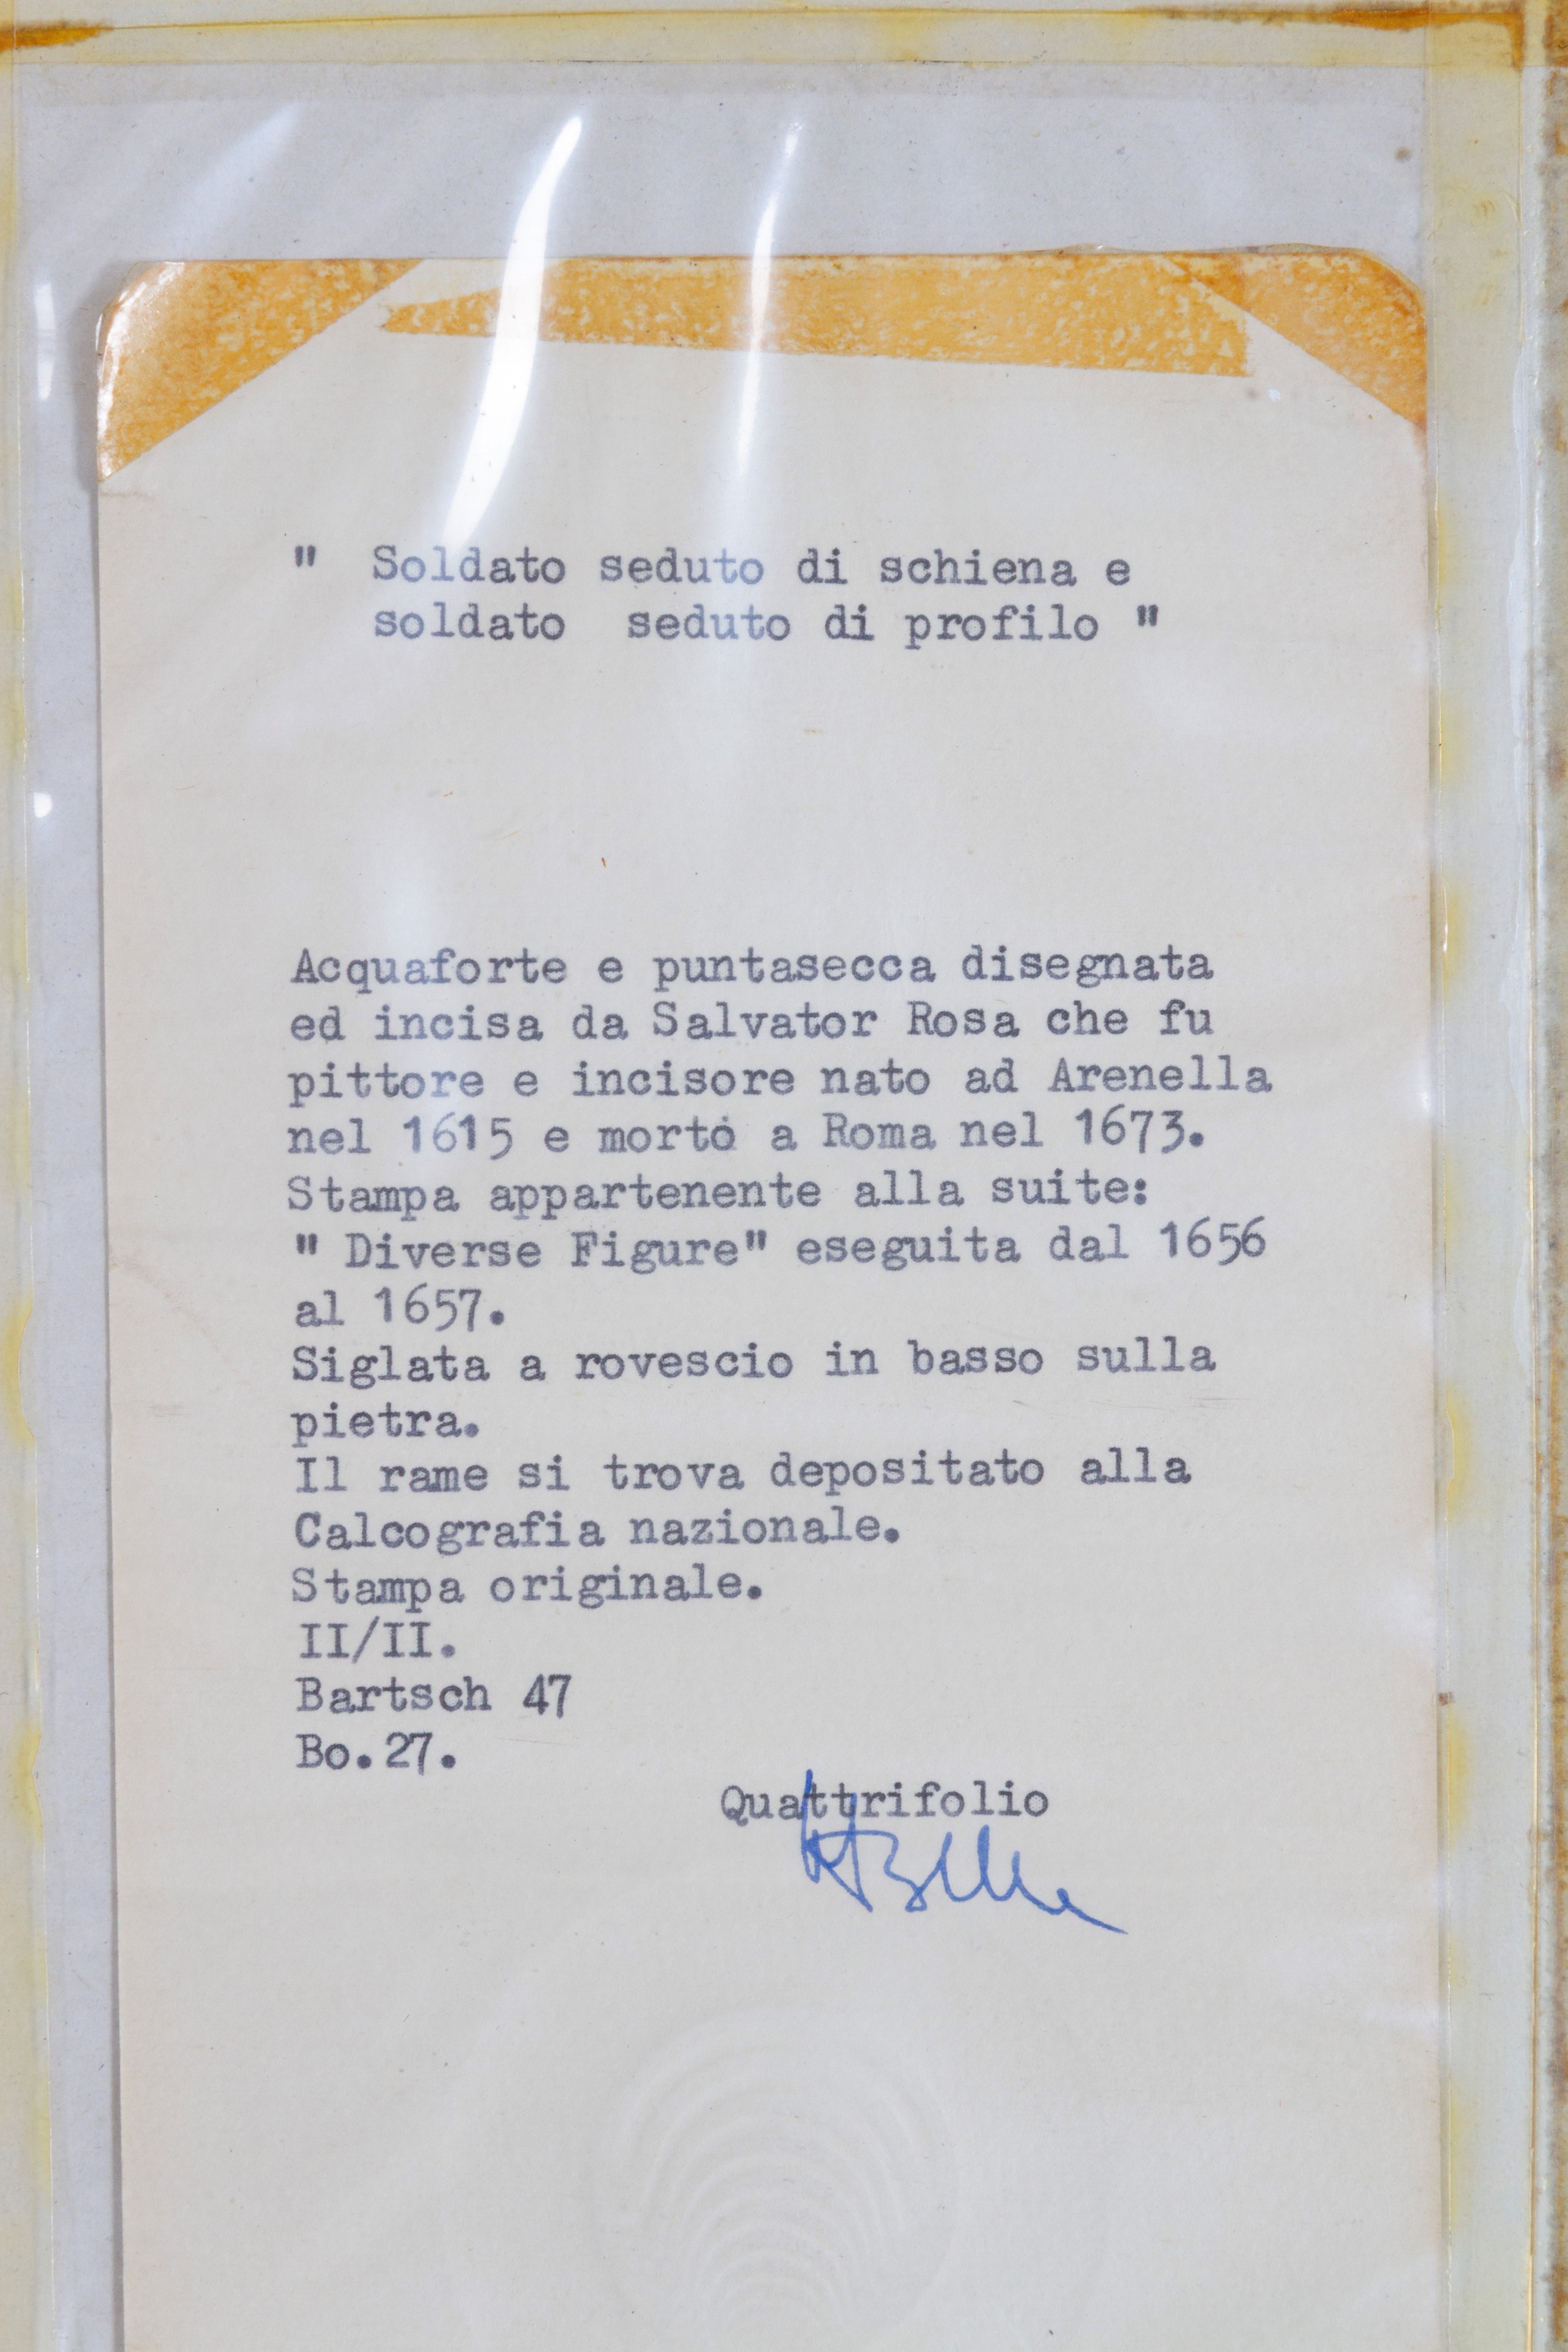 "  Soldato seduto di schiena e
soldato  seduto di profilo "
Acquaforte e puntasecca disegnata
ed incisa da Salvator Rosa che fu
pittore e incisore nato ad Arenella
nel 1615 e morto a Roma nel 1673.
Stampa appartenente alla suite:
" Diverse Figure" eseguita dal 1656
al 1657.
Siglata a rovescio in basso sulla
pietra.
Il rame si trova depositato alla
Calcografia nazionale.
Stampa originale.
II/II.
Bartsch 47
Bo.27.
Quattrifolio